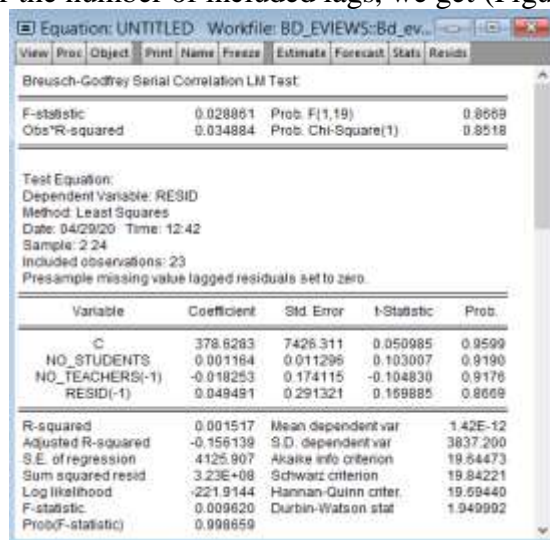 r the number of included lags, we get (Figu
Equation: UNTITLED Workfile: BD_EVIEWS::Bd_ev...
View Proc Object Print Name Freeze Estimate Forecast Stats Resids
Breusch-Godfrey Serial Correlation LM Test:
F-statistic 0.028861 Prob. F(1,19) 0.8669
Obs*R-squared 0.034884 Prob. Chi-Square(1) 0.8518
Test Equation:
Dependent Variable: RESID
Method: Least Squares
Date: 04/29/20 Time: 12:42
Sample: 2 24
Included observations: 23
Presample missing value lagged residuals set to zero.
Variable Coefficient Std. Error t-Statistic Prob.
C 378.6283 7426.311 0.050985 0.9599
NO_STUDENTS 0.001164 0.011296 0.103007 0.9190
NO_TEACHERS(-1) -0.018253 0.174115 -0.104830 0.9176
RESID(-1) 0.049491 0.291321 0.169885 0.8669
R-squared 0.001517 Mean dependent var 1.42E-12
Adjusted R-squared -0.156139 S.D. dependent var 3837.200
S.E. of regression 4125.907 Akaike info criterion 19.64473
Sum squared resid 3.23E+08 Schwarz criterion 19.84221
Log likelihood -221.9144 Hannan-Quinn criter. 19.69440
F-statistic 0.009620 Durbin-Watson stat 1.949992
Prob(F-statistic) 0.998659